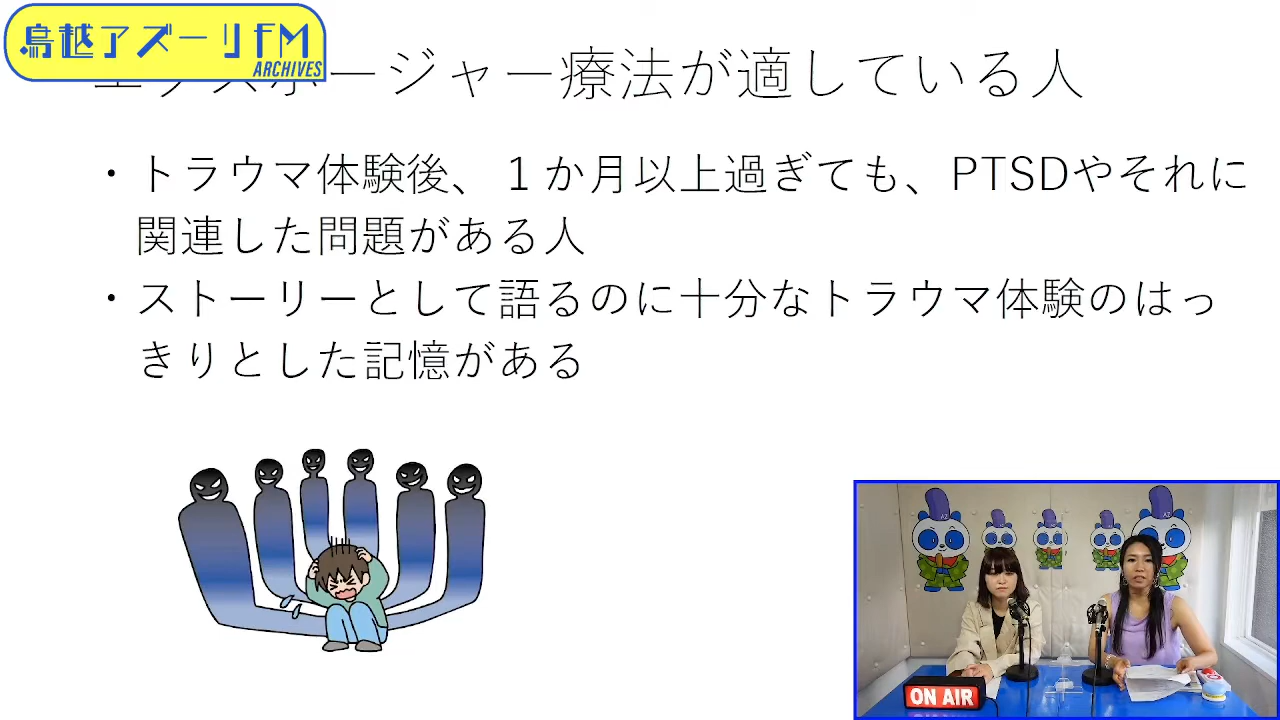 鳥越アズーリFM
ARCHIVES
エクスポージャー療法が適している人
・トラウマ体験後、１か月以上過ぎても、PTSDやそれに
関連した問題がある人
・ストーリーとして語るのに十分なトラウマ体験のはっ
きりとした記憶がある
ON AIR